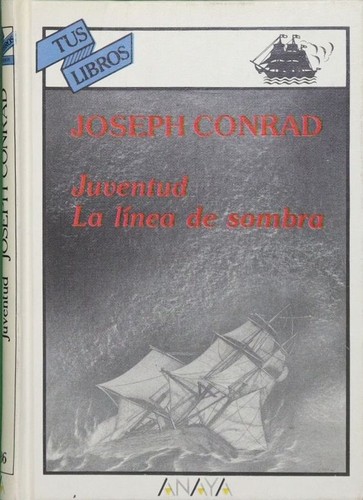 TUS
LIBROS
JOSEPH CONRAD
Juventud
La línea de sombra
ANAYA
Juventud JOSEPH CONRAD